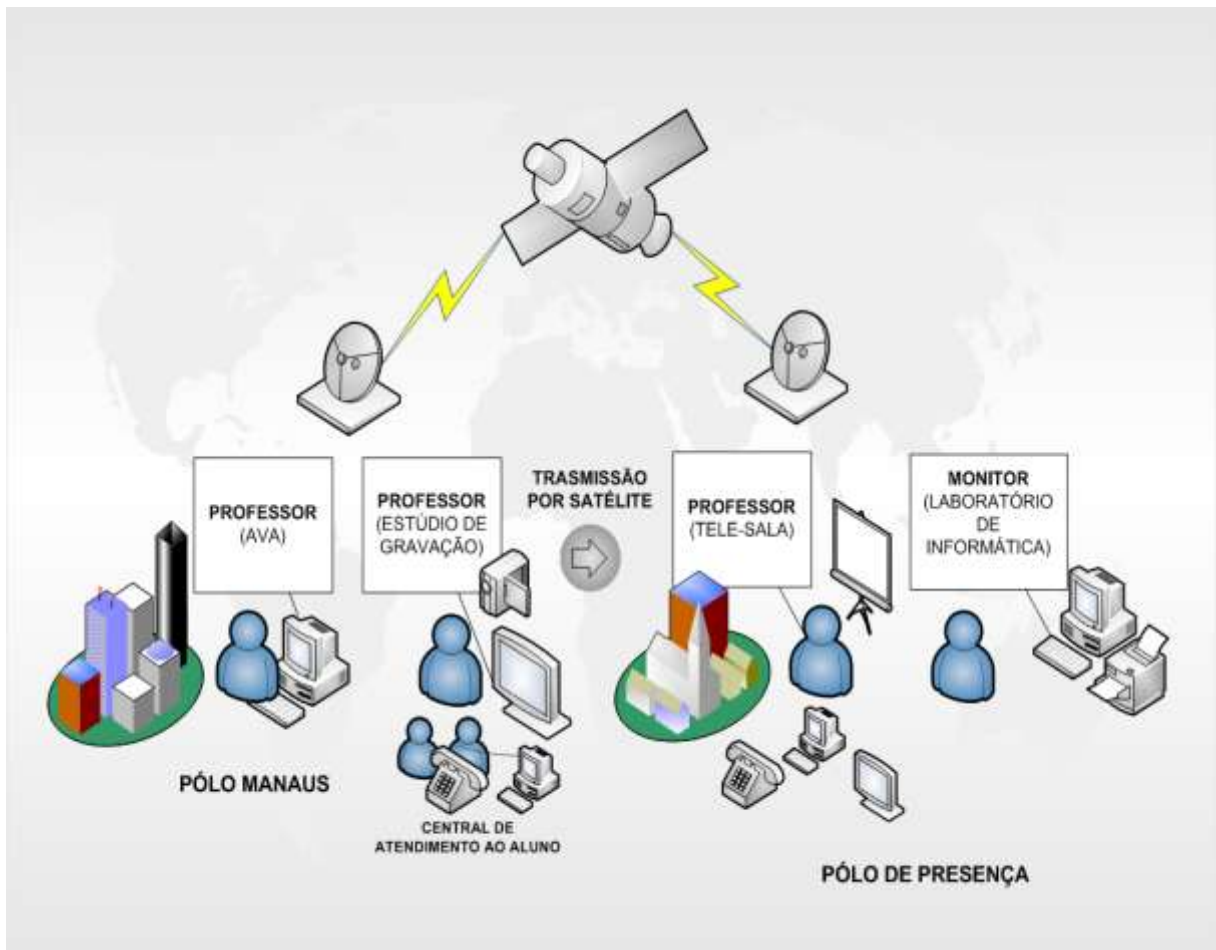 PROFESSOR
(AVA)
PROFESSOR
(ESTÚDIO DE
GRAVAÇÃO)
TRASMISSÃO
POR SATÉLITE
PROFESSOR
(TELE-SALA)
MONITOR
(LABORATÓRIO
DE
INFORMÁTICA)
PÓLO MANAUS
CENTRAL DE
ATENDIMENTO AO ALUNO
PÓLO DE PRESENÇA